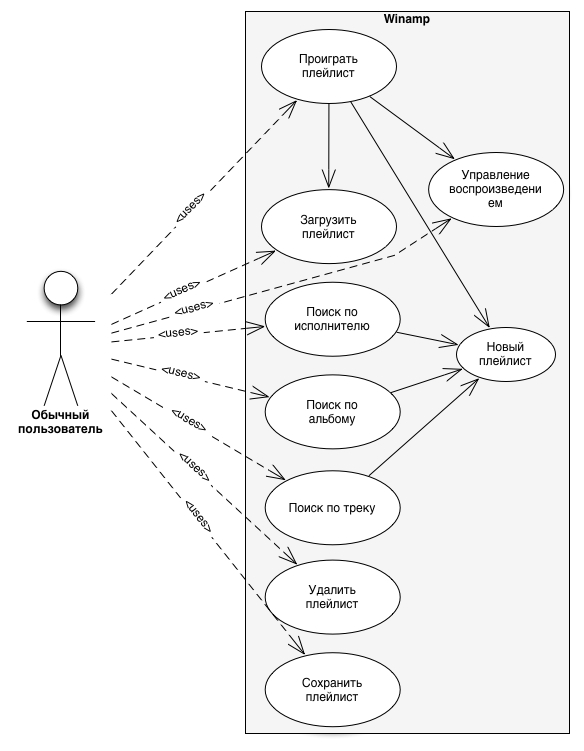 Winamp
Проиграть
плейлист
Управление
воспроизведени
ем
<uses>
Загрузить
плейлист
<uses>
<uses>
Поиск по
исполнителю
<uses>
Новый
плейлист
<uses>
Поиск по
альбому
Обычный
пользователь
<uses>
<uses>
Поиск по треку
<uses>
Удалить
плейлист
Сохранить
плейлист